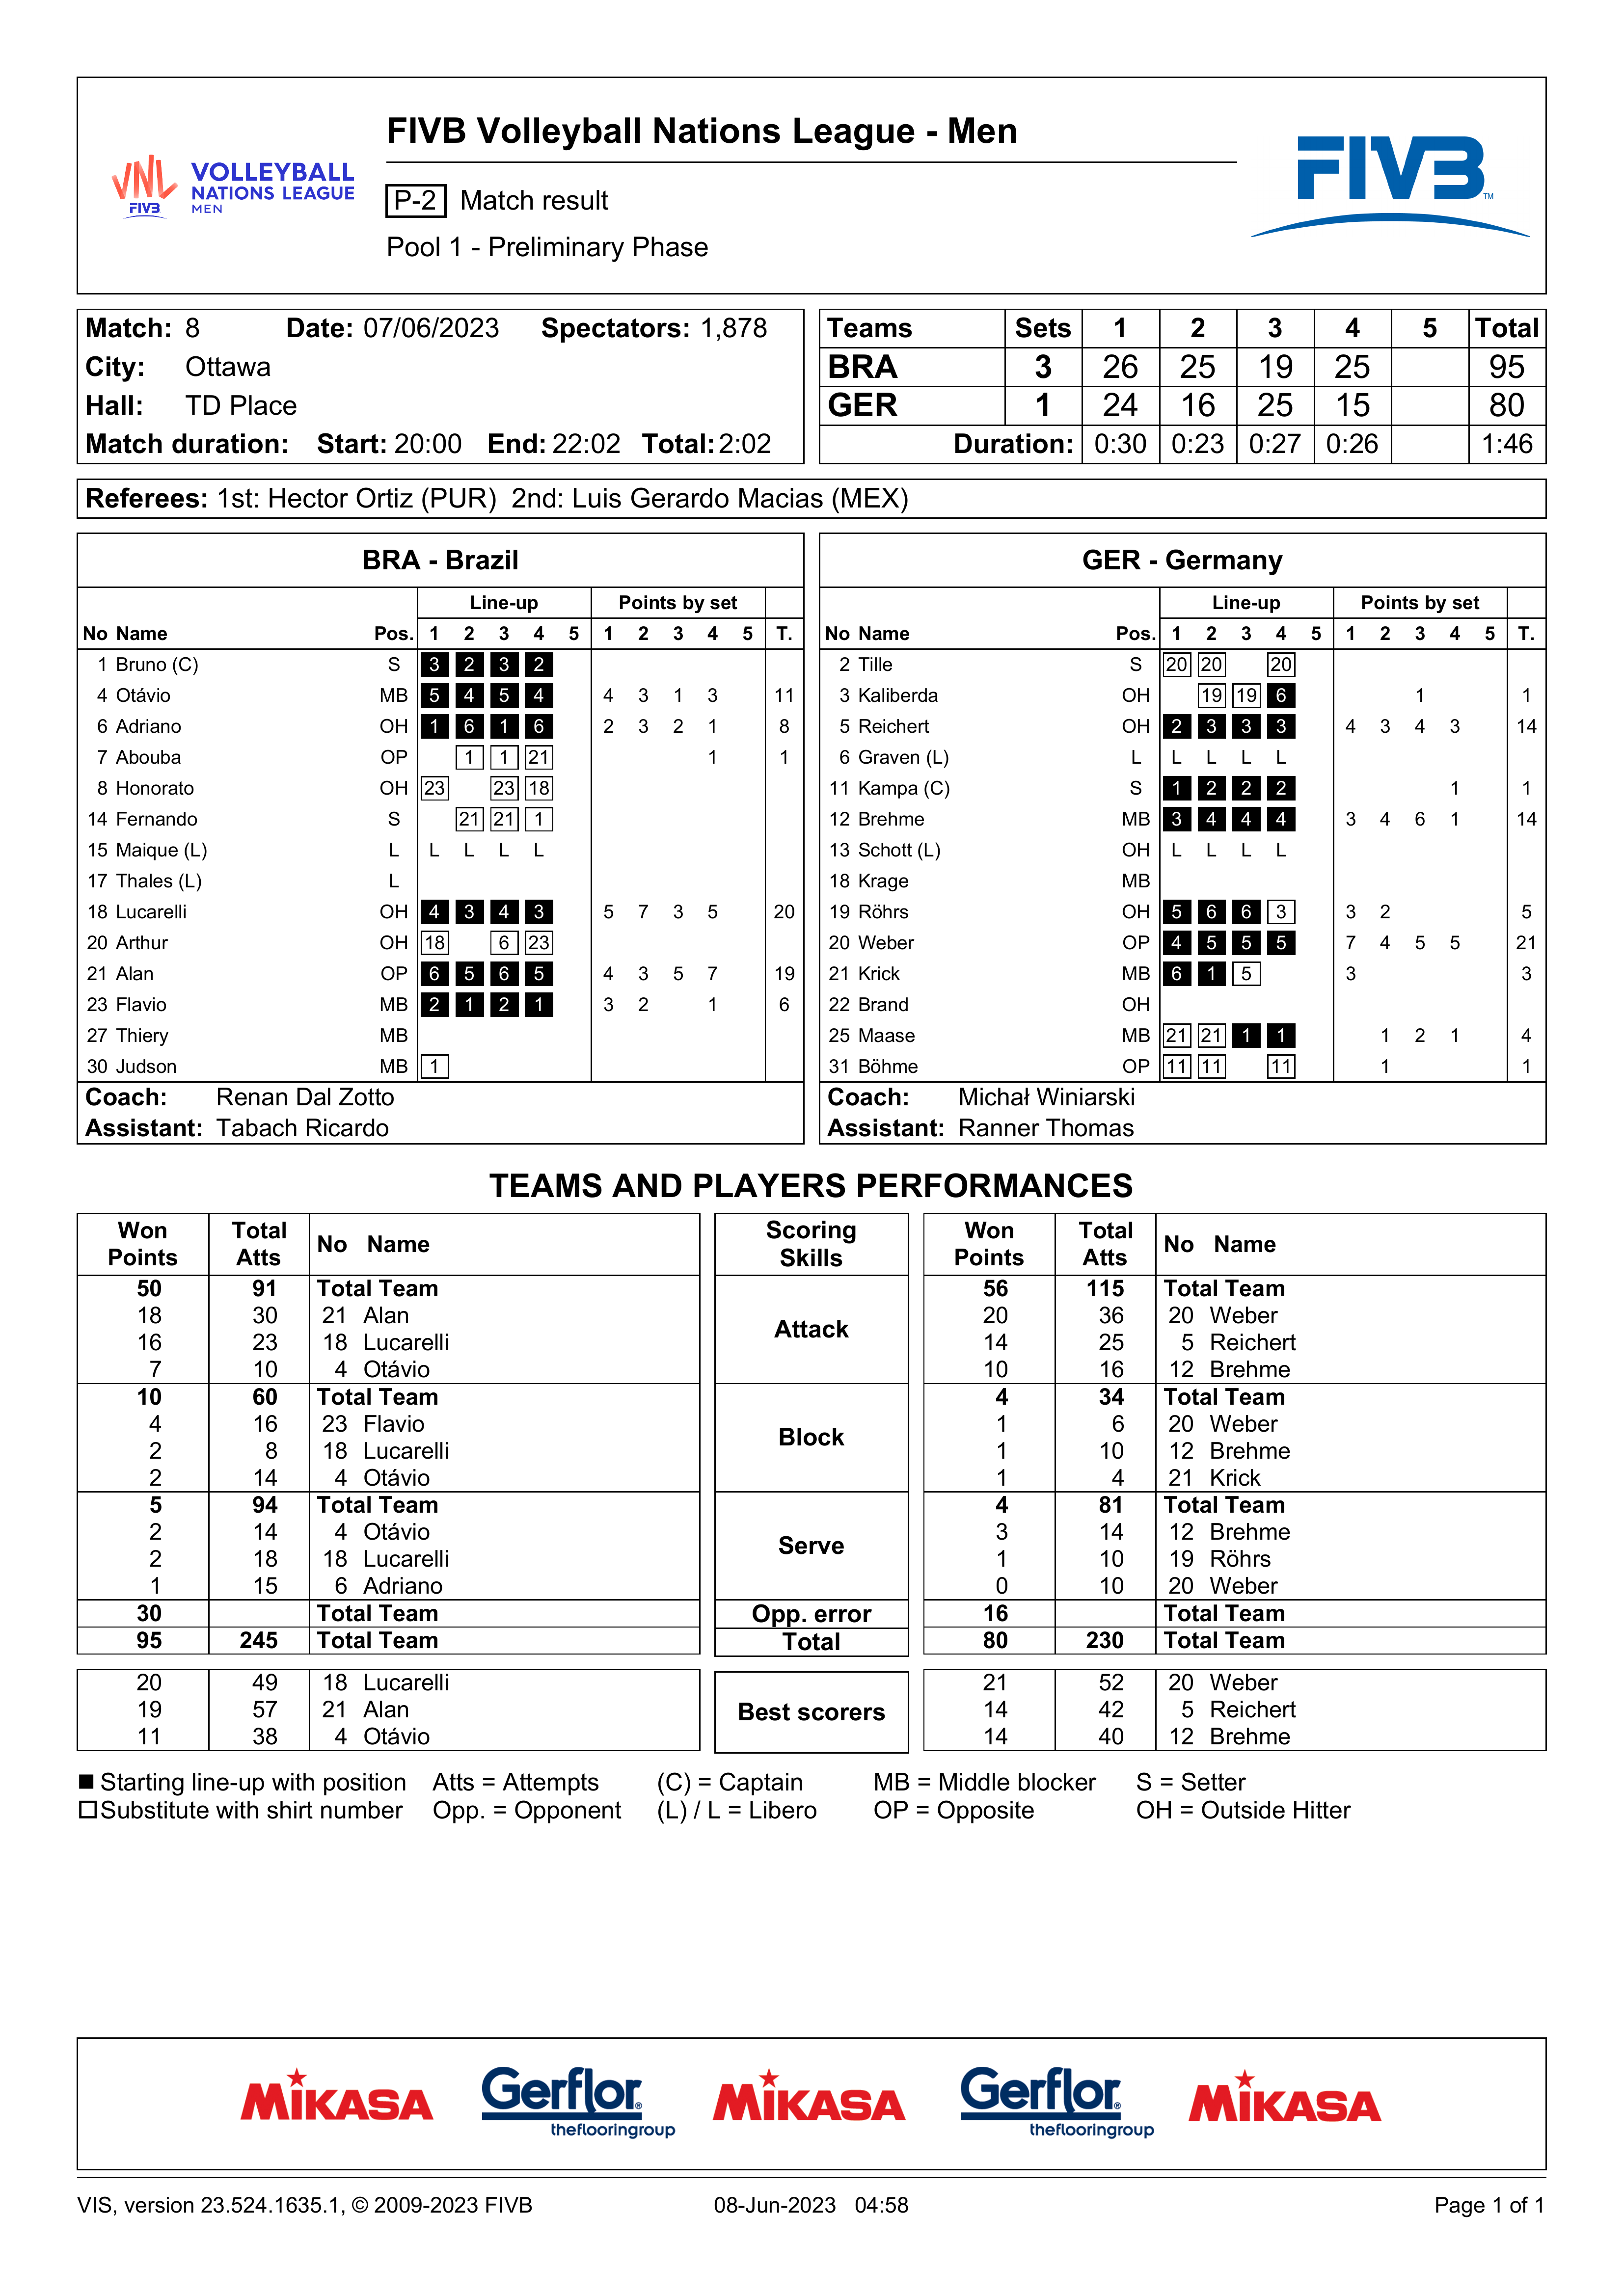 FIVB Volleyball Nations League - Men
VNL FIVB
VOLLEYBALL
NATIONS LEAGUE
MEN
P-2 Match result
Pool 1 - Preliminary Phase
FIVB TM
Match: 8 Date: 07/06/2023 Spectators: 1,878
City: Ottawa
Hall: TD Place
Match duration: Start: 20:00 End: 22:02 Total: 2:02
Teams Sets 1 2 3 4 5 Total
BRA 3 26 25 19 25 95
GER 1 24 16 25 15 80
Duration: 0:30 0:23 0:27 0:26 1:46
Referees: 1st: Hector Ortiz (PUR) 2nd: Luis Gerardo Macias (MEX)
BRA - Brazil
Line-up Points by set
No Name Pos. 1 2 3 4 5 1 2 3 4 5 T.
1 Bruno (C) S 3 2 3 2
4 Otávio MB 5 4 5 4 4 3 1 3 11
6 Adriano OH 1 6 1 6 2 3 2 1 8
7 Abouba OP 1 1 21 1 1
8 Honorato OH 23 23 18
14 Fernando S 21 21 1
15 Maique (L) L L L L L
17 Thales (L) L
18 Lucarelli OH 4 3 4 3 5 7 3 5 20
20 Arthur OH 18 6 23
21 Alan OP 6 5 6 5 4 3 5 7 19
23 Flavio MB 2 1 2 1 3 2 1 6
27 Thiery MB
30 Judson MB 1
Coach: Renan Dal Zotto
Assistant: Tabach Ricardo
GER - Germany
Line-up Points by set
No Name Pos. 1 2 3 4 5 1 2 3 4 5 T.
2 Tille S 20 20 20
3 Kaliberda OH 19 19 6 1 1
5 Reichert OH 2 3 3 3 4 3 4 3 14
6 Graven (L) L L L L L
11 Kampa (C) S 1 2 2 2 1 1
12 Brehme MB 3 4 4 4 3 4 6 1 14
13 Schott (L) OH L L L L
18 Krage MB
19 Röhrs OH 5 6 6 3 3 2 5
20 Weber OP 4 5 5 5 7 4 5 5 21
21 Krick MB 6 1 5 3 3
22 Brand OH
25 Maase MB 21 21 1 1 1 2 1 4
31 Böhme OP 11 11 11 1 1
Coach: Michał Winiarski
Assistant: Ranner Thomas
TEAMS AND PLAYERS PERFORMANCES
Won Points Total Atts No Name Scoring Skills Won Points Total Atts No Name
50 91 Total Team Attack 56 115 Total Team
18 30 21 Alan 20 36 20 Weber
16 23 18 Lucarelli 14 25 5 Reichert
7 10 4 Otávio 10 16 12 Brehme
10 60 Total Team Block 4 34 Total Team
4 16 23 Flavio 1 6 20 Weber
2 8 18 Lucarelli 1 10 12 Brehme
2 14 4 Otávio 1 4 21 Krick
5 94 Total Team Serve 4 81 Total Team
2 14 4 Otávio 3 14 12 Brehme
2 18 18 Lucarelli 1 10 19 Röhrs
1 15 6 Adriano 0 10 20 Weber
30 Total Team Opp. error 16 Total Team
95 245 Total Team Total 80 230 Total Team
20 49 18 Lucarelli Best scorers 21 52 20 Weber
19 57 21 Alan 14 42 5 Reichert
11 38 4 Otávio 14 40 12 Brehme
Starting line-up with position Atts = Attempts (C) = Captain MB = Middle blocker S = Setter
Substitute with shirt number Opp. = Opponent (L) / L = Libero OP = Opposite OH = Outside Hitter
MIKASA Gerflor® theflooringgroup MIKASA Gerflor® theflooringgroup MIKASA
VIS, version 23.524.1635.1, © 2009-2023 FIVB 08-Jun-2023 04:58 Page 1 of 1